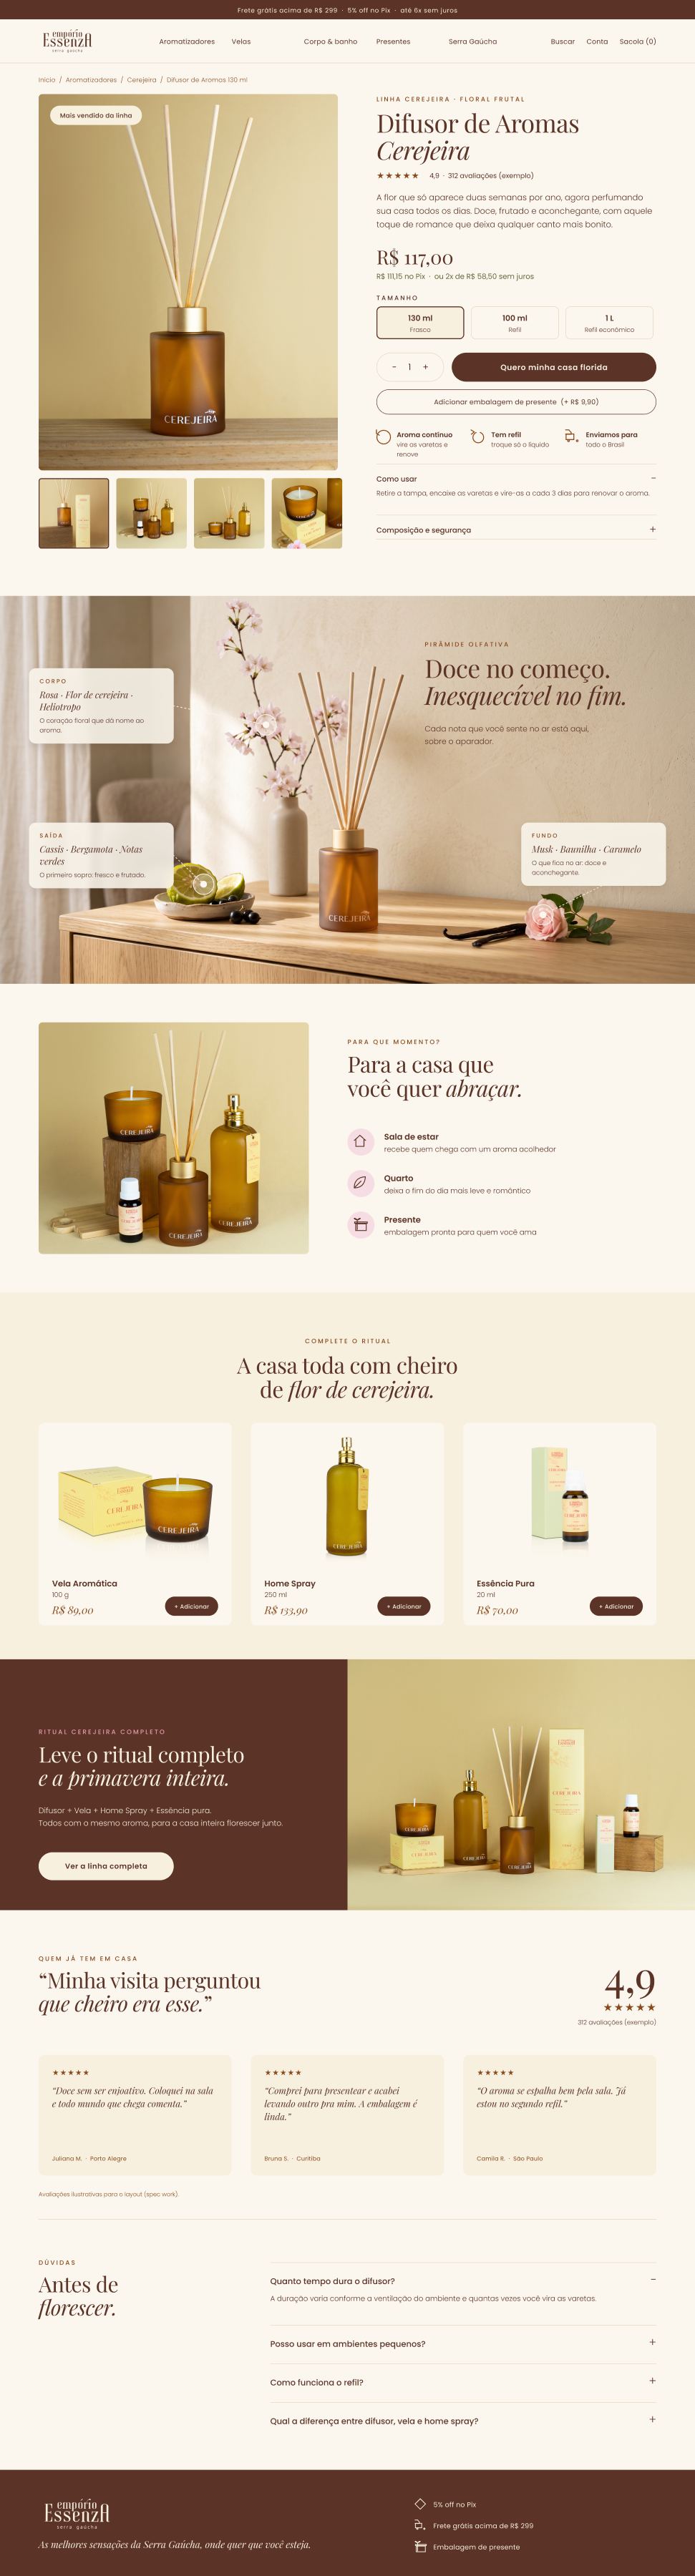 Frete grátis acima de R$ 299 · 5% off no Pix · até 6x sem juros
empório
EssenzA
serra gaúcha
Aromatizadores Velas Corpo & banho Presentes Serra Gaúcha Buscar Conta Sacola (0)
Início / Aromatizadores / Cerejeira / Difusor de Aromas 130 ml
Mais vendido da linha
CEREJEIRA
LINHA CEREJEIRA · FLORAL FRUTAL
Difusor de Aromas
Cerejeira
★★★★★ 4,9 · 312 avaliações (exemplo)
A flor que só aparece duas semanas por ano, agora perfumando
sua casa todos os dias. Doce, frutado e aconchegante, com aquele
toque de romance que deixa qualquer canto mais bonito.
R$ 117,00
R$ 111,15 no Pix · ou 2x de R$ 58,50 sem juros
TAMANHO
130 ml
Frasco
100 ml
Refil
1 L
Refil econômico
- 1 +
Quero minha casa florida
Adicionar embalagem de presente (+ R$ 9,90)
Aroma contínuo
vire as varetas e
renove
Tem refil
troque só o líquido
Enviamos para
todo o Brasil
Como usar –
Retire a tampa, encaixe as varetas e vire-as a cada 3 dias para renovar o aroma.
Composição e segurança +
PIRÂMIDE OLFATIVA
Doce no começo.
Inesquecível no fim.
Cada nota que você sente no ar está aqui,
sobre o aparador.
CORPO
Rosa · Flor de cerejeira ·
Heliotropo
O coração floral que dá nome ao
aroma.
SAÍDA
Cassis · Bergamota · Notas
verdes
O primeiro sopro: fresco e frutado.
FUNDO
Musk · Baunilha · Caramelo
O que fica no ar: doce e
aconchegante.
CEREJEIRA
PARA QUE MOMENTO?
Para a casa que
você quer abraçar.
Sala de estar
recebe quem chega com um aroma acolhedor
Quarto
deixa o fim do dia mais leve e romântico
Presente
embalagem pronta para quem você ama
CEREJEIRA
CEREJEIRA
CEREJEIRA
CEREJEIRA
COMPLETE O RITUAL
A casa toda com cheiro
de flor de cerejeira.
CEREJEIRA
CEREJEIRA
CEREJEIRA
CEREJEIRA
Vela Aromática
100 g
R$ 89,00
+ Adicionar
Home Spray
250 ml
R$ 133,90
+ Adicionar
Essência Pura
20 ml
R$ 70,00
+ Adicionar
RITUAL CEREJEIRA COMPLETO
Leve o ritual completo
e a primavera inteira.
Difusor + Vela + Home Spray + Essência pura.
Todos com o mesmo aroma, para a casa inteira florescer junto.
Ver a linha completa
CEREJEIRA
CEREJEIRA
CEREJEIRA
QUEM JÁ TEM EM CASA
“Minha visita perguntou
que cheiro era esse.”
4,9
★★★★★
312 avaliações (exemplo)
★★★★★
“Doce sem ser enjoativo. Coloquei na sala
e todo mundo que chega comenta.”
Juliana M. · Porto Alegre
★★★★★
“Comprei para presentear e acabei
levando outro pra mim. A embalagem é
linda.”
Bruna S. · Curitiba
★★★★★
“O aroma se espalha bem pela sala. Já
estou no segundo refil.”
Camila R. · São Paulo
Avaliações ilustrativas para o layout (spec work).
DÚVIDAS
Antes de
florescer.
Quanto tempo dura o difusor? –
A duração varia conforme a ventilação do ambiente e quantas vezes você vira as varetas.
Posso usar em ambientes pequenos? +
Como funciona o refil? +
Qual a diferença entre difusor, vela e home spray? +
empório
EssenzA
serra gaúcha
As melhores sensações da Serra Gaúcha, onde quer que você esteja.
5% off no Pix
Frete grátis acima de R$ 299
Embalagem de presente